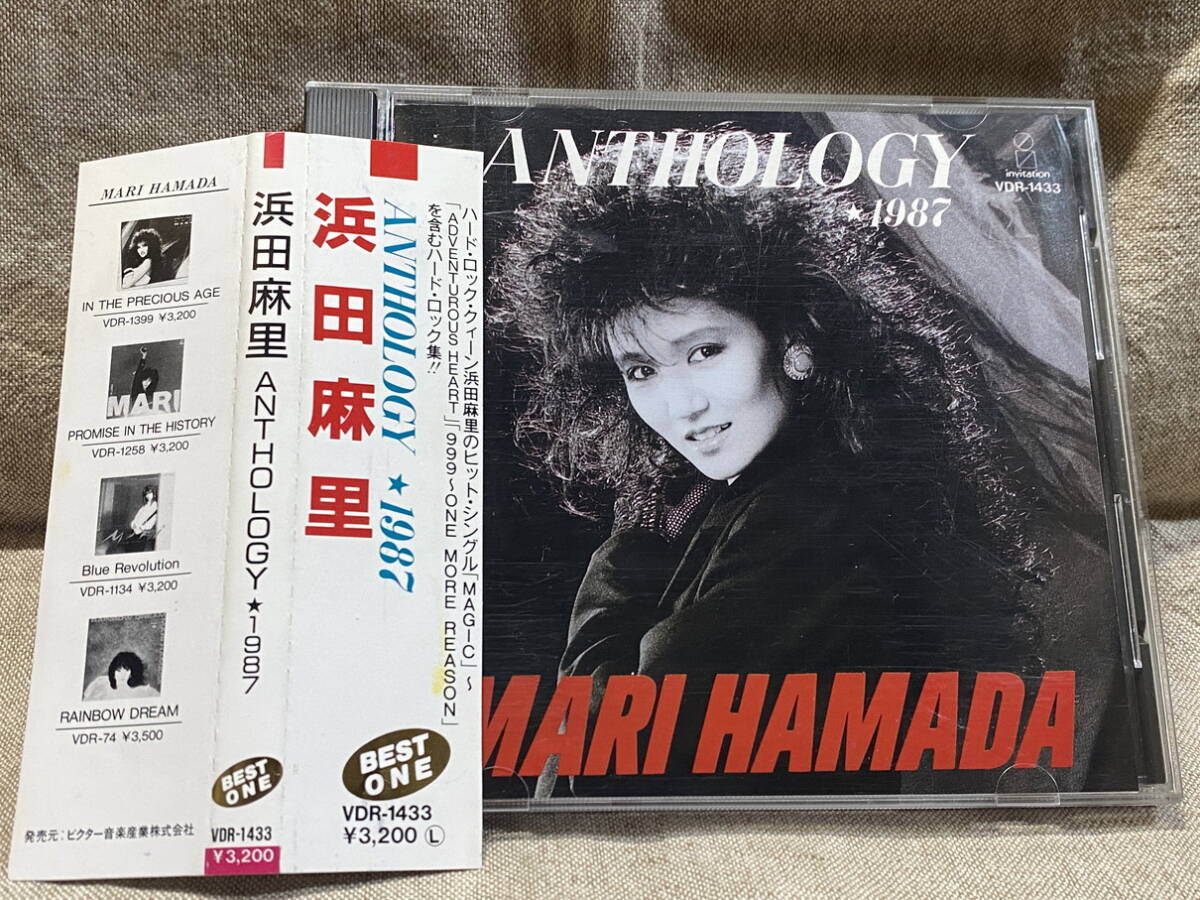 MARI HAMADA
IN THE PRECIOUS AGE
VDR-1399 ¥3,200
MARI
PROMISE IN THE HISTORY
VDR-1258 ¥3,200
Blue Revolution
VDR-1134 ¥3,200
RAINBOW DREAM
VDR-74 ¥3,500
発売元:ビクター音楽産業株式会社
浜田麻里 ANTHOLOGY★1987
BEST
ONE
VDR-1433
¥3,200
浜田麻里
ANTHOLOGY★1987
ハード・ロック・クィーン浜田麻里のヒット・シングル「MAGIC」~
「ADVENTUROUS HEART」「999~ONE MORE REASON」
を含むハード・ロック集!!
BEST
ONE
VDR-1433
¥3,200 Ⓛ
ANTHOLOGY
★1987
invitation
VDR-1433
MARI HAMADA